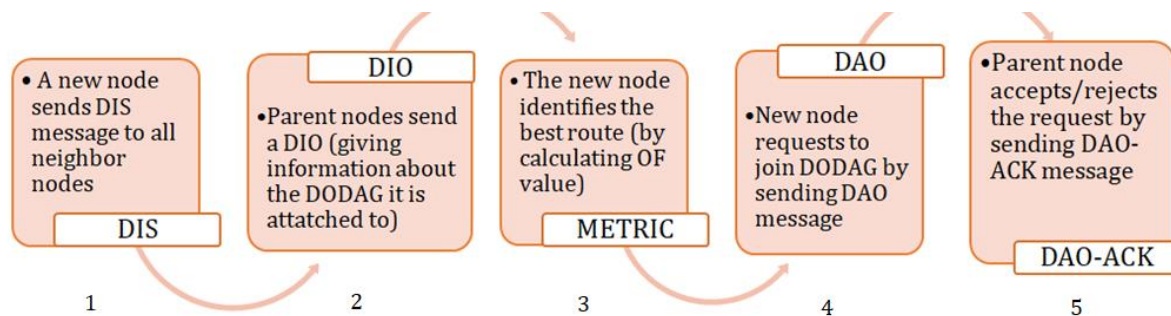 • A new node
sends DIS
message to all
neighbor
nodes
DIS
1
DIO
•Parent nodes send
a DIO (giving
information about
the DODAG it is
attatched to)
2
• The new node
identifies the
best route (by
calculating OF
value)
METRIC
3
DAO
•New node
requests to
join DODAG by
sending DAO
message
4
•Parent node
accepts/rejects
the request by
sending DAO-
ACK message
DAO-ACK
5